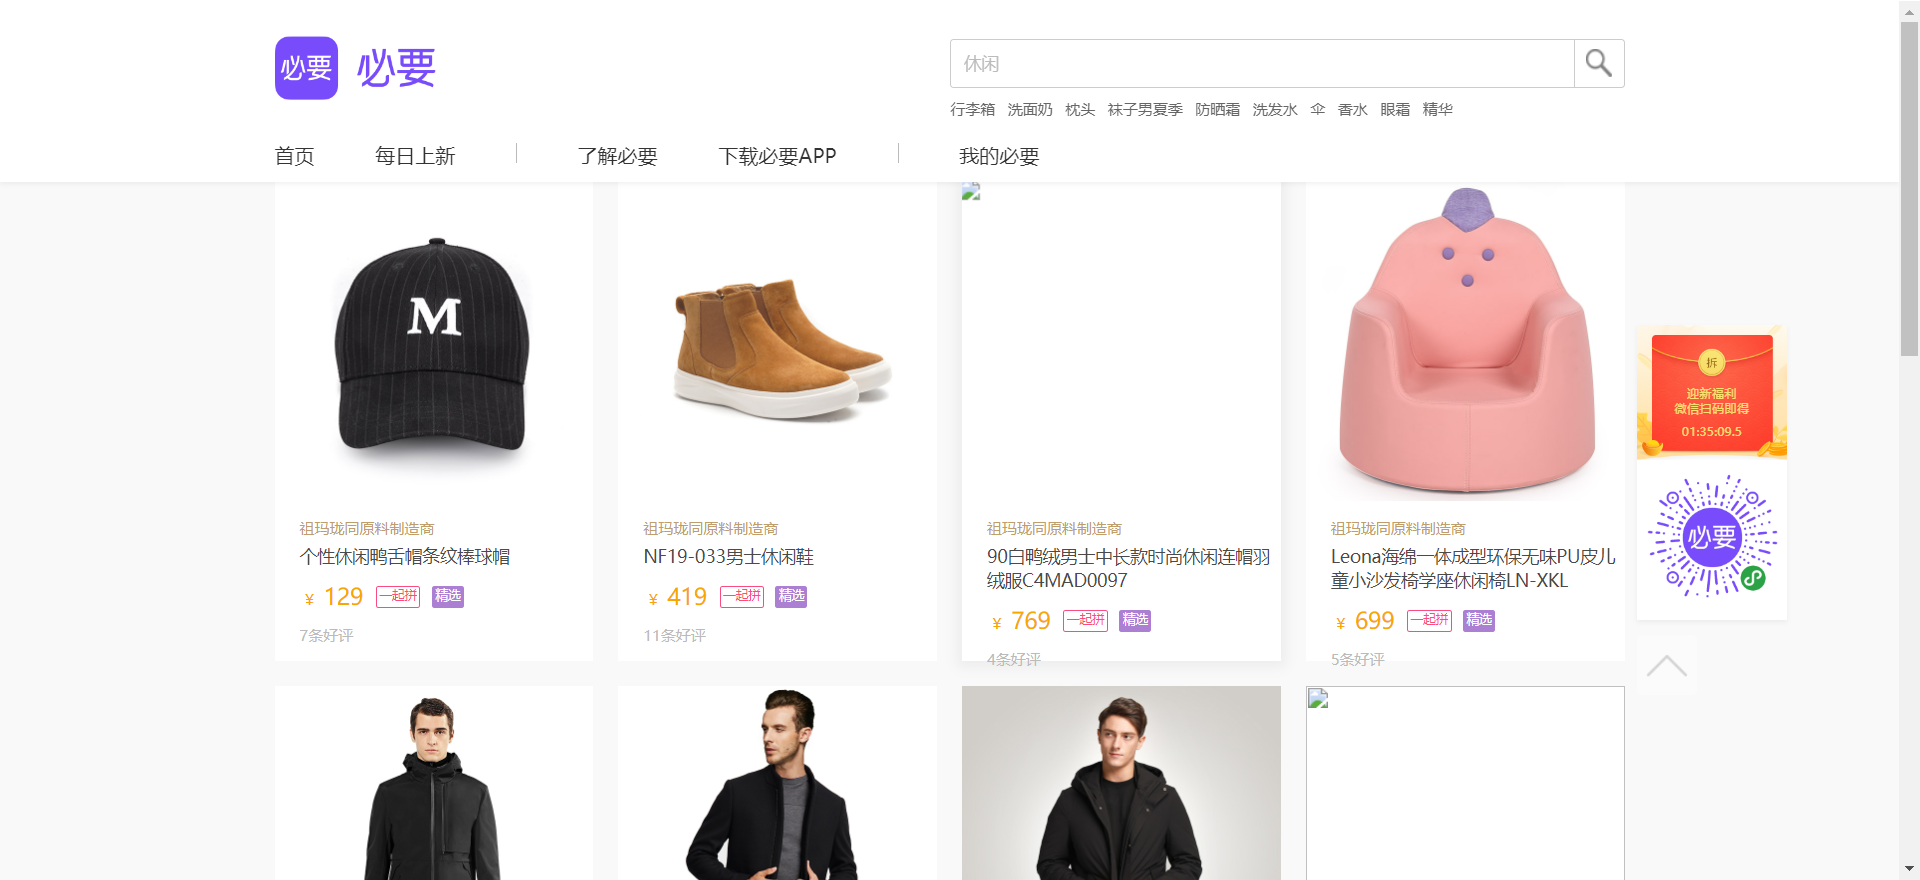 必要
必要
休闲
行李箱 洗面奶 枕头 袜子男夏季 防晒霜 洗发水 伞 香水 眼霜 精华
首页 每日上新 了解必要 下载必要APP 我的必要
M
祖玛珑同原料制造商
个性休闲鸭舌帽条纹棒球帽
¥ 129 一起拼 精选
7条好评
祖玛珑同原料制造商
NF19-033男士休闲鞋
¥ 419 一起拼 精选
11条好评
祖玛珑同原料制造商
90白鸭绒男士中长款时尚休闲连帽羽
绒服C4MAD0097
¥ 769 一起拼 精选
4条好评
祖玛珑同原料制造商
Leona海绵一体成型环保无味PU皮儿
童小沙发椅学座休闲椅LN-XKL
¥ 699 一起拼 精选
5条好评
拆
迎新福利
微信扫码即得
01:35:09.5
必要